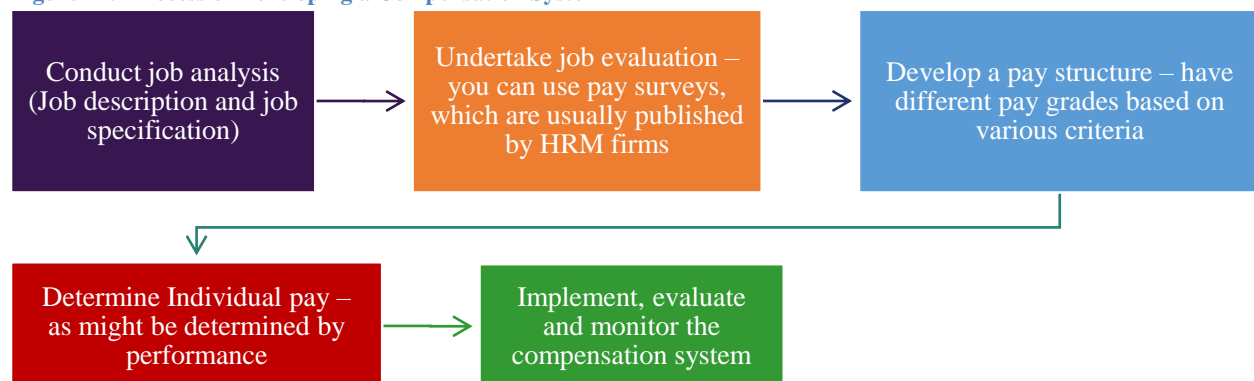 Conduct job analysis
(Job description and job
specification)
Undertake job evaluation –
you can use pay surveys,
which are usually published
by HRM firms
Develop a pay structure – have
different pay grades based on
various criteria
Determine Individual pay –
as might be determined by
performance
Implement, evaluate
and monitor the
compensation system